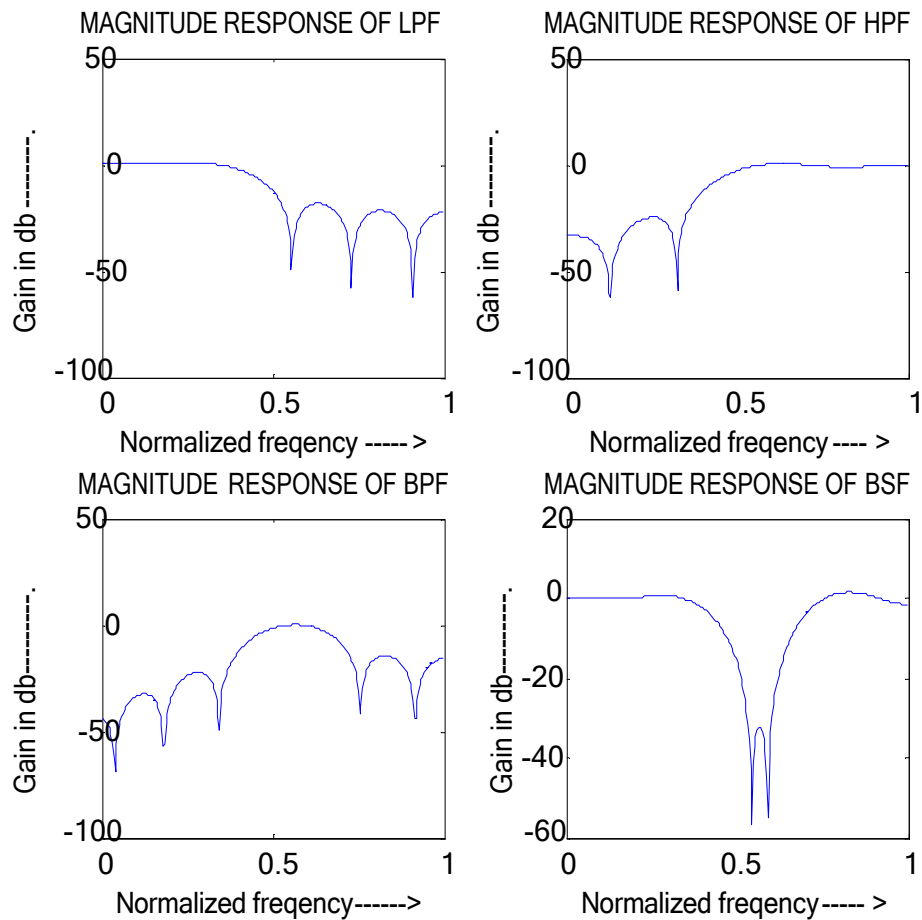 MAGNITUDE RESPONSE OF LPF
50
0
-50
-100
0 0.5 1
Gain in db ----------.
Normalized freqency ----- >
MAGNITUDE RESPONSE OF HPF
50
0
-50
-100
0 0.5 1
Gain in db ----------.
Normalized freqency ---- >
MAGNITUDE RESPONSE OF BPF
50
0
-50
-100
0 0.5 1
Gain in db----------.
Normalized freqency------>
MAGNITUDE RESPONSE OF BSF
20
0
-20
-40
-60
0 0.5 1
Gain in db----------.
Normalized freqency----- >